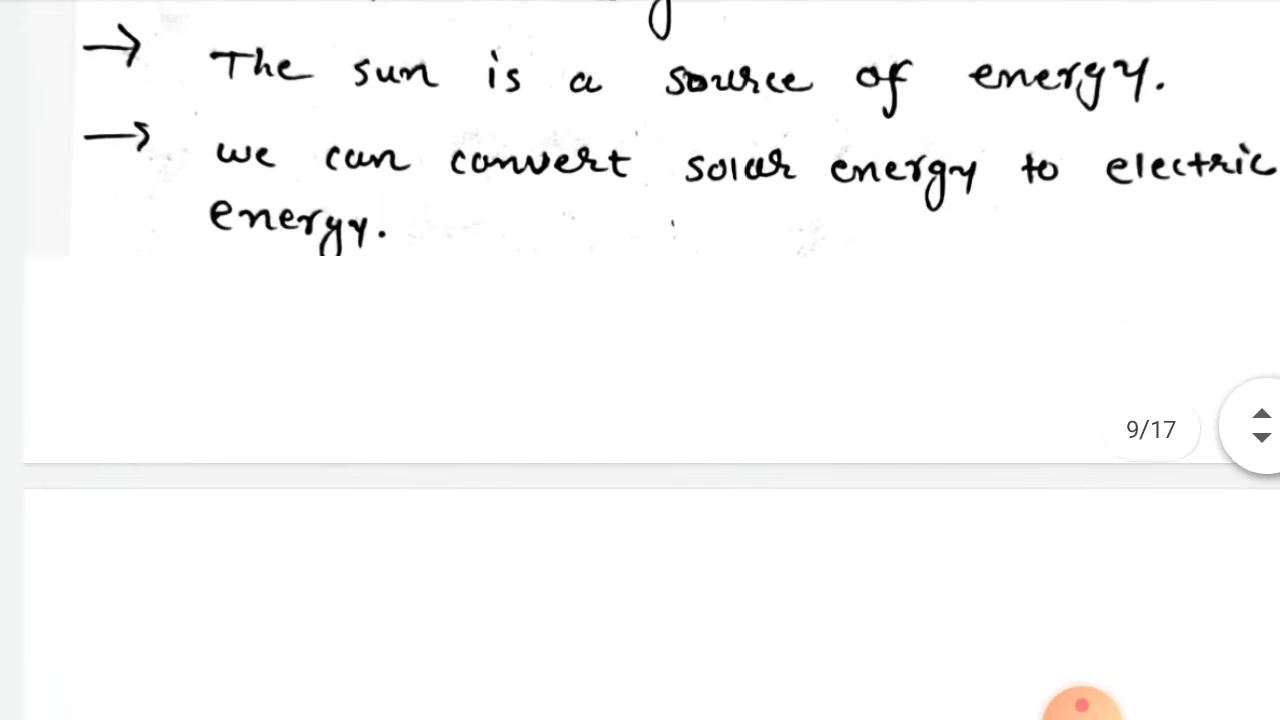 → The sun is a source of energy.
→ we can convert solar energy to electric
energy.
9/17